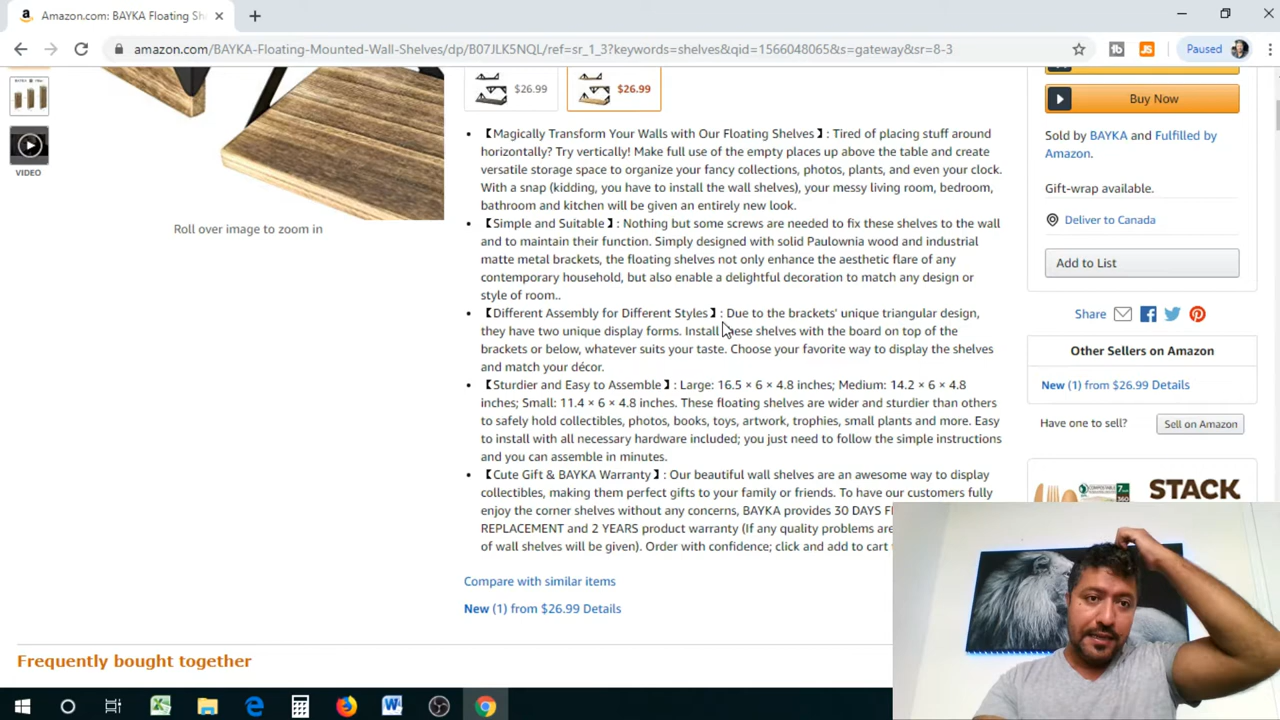 Amazon.com: BAYKA Floating Sh
amazon.com/BAYKA-Floating-Mounted-Wall-Shelves/dp/B07JLK5NQL/ref=sr_1_3?keywords=shelves&qid=1566048065&s=gateway&sr=8-3
Paused
VIDEO
Roll over image to zoom in
$26.99
$26.99
【Magically Transform Your Walls with Our Floating Shelves】: Tired of placing stuff around
horizontally? Try vertically! Make full use of the empty places up above the table and create
versatile storage space to organize your fancy collections, photos, plants, and even your clock.
With a snap (kidding, you have to install the wall shelves), your messy living room, bedroom,
bathroom and kitchen will be given an entirely new look.
【Simple and Suitable】: Nothing but some screws are needed to fix these shelves to the wall
and to maintain their function. Simply designed with solid Paulownia wood and industrial
matte metal brackets, the floating shelves not only enhance the aesthetic flare of any
contemporary household, but also enable a delightful decoration to match any design or
style of room..
【Different Assembly for Different Styles】: Due to the brackets' unique triangular design,
they have two unique display forms. Install these shelves with the board on top of the
brackets or below, whatever suits your taste. Choose your favorite way to display the shelves
and match your décor.
【Sturdier and Easy to Assemble】: Large: 16.5 × 6 × 4.8 inches; Medium: 14.2 × 6 × 4.8
inches; Small: 11.4 × 6 × 4.8 inches. These floating shelves are wider and sturdier than others
to safely hold collectibles, photos, books, toys, artwork, trophies, small plants and more. Easy
to install with all necessary hardware included; you just need to follow the simple instructions
and you can assemble in minutes.
【Cute Gift & BAYKA Warranty】: Our beautiful wall shelves are an awesome way to display
collectibles, making them perfect gifts to your family or friends. To have our customers fully
enjoy the corner shelves without any concerns, BAYKA provides 30 DAYS
REPLACEMENT and 2 YEARS product warranty (If any quality problems are
of wall shelves will be given). Order with confidence; click and add to cart
Compare with similar items
New (1) from $26.99 Details
Frequently bought together
Buy Now
Sold by BAYKA and Fulfilled by
Amazon.
Gift-wrap available.
Deliver to Canada
Add to List
Share
Other Sellers on Amazon
New (1) from $26.99 Details
Have one to sell?
Sell on Amazon
STACK